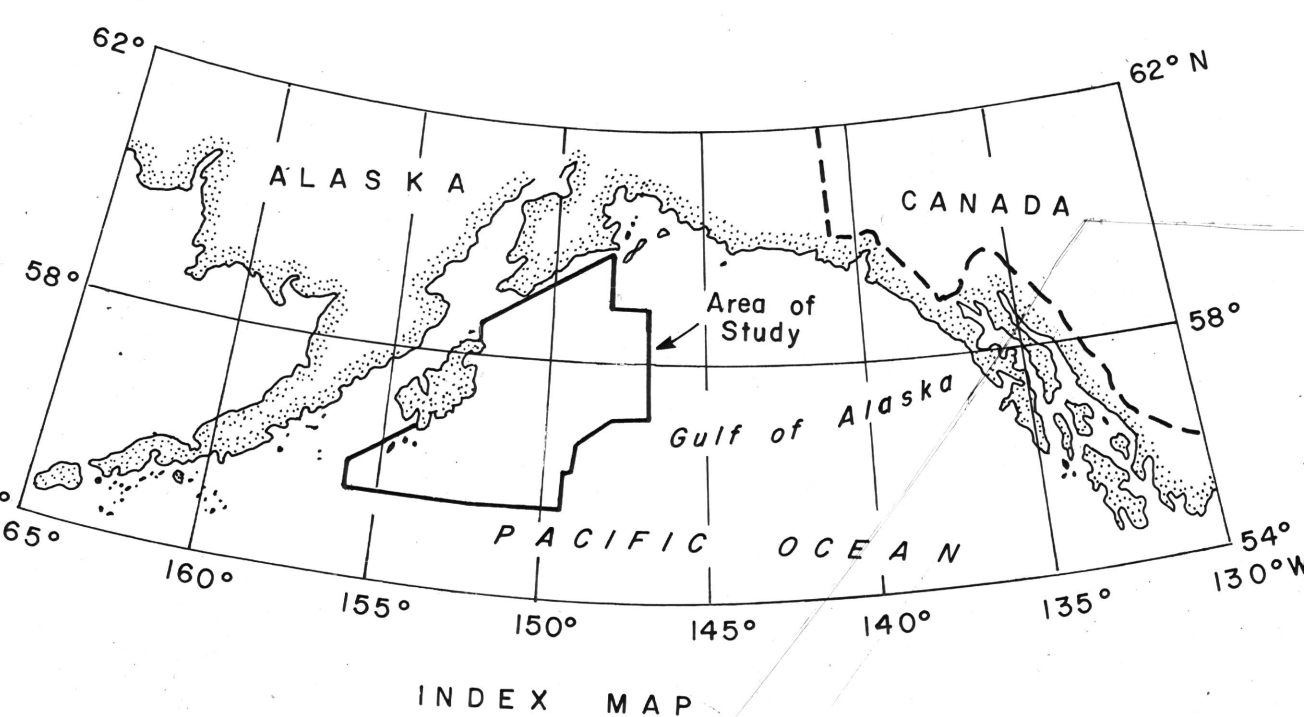 62°
62° N
ALASKA
CANADA
58°
Area of
Study
58°
Gulf of Alaska
PACIFIC OCEAN
54°
65°
160°
155°
150°
145°
140°
135°
130° W
INDEX MAP